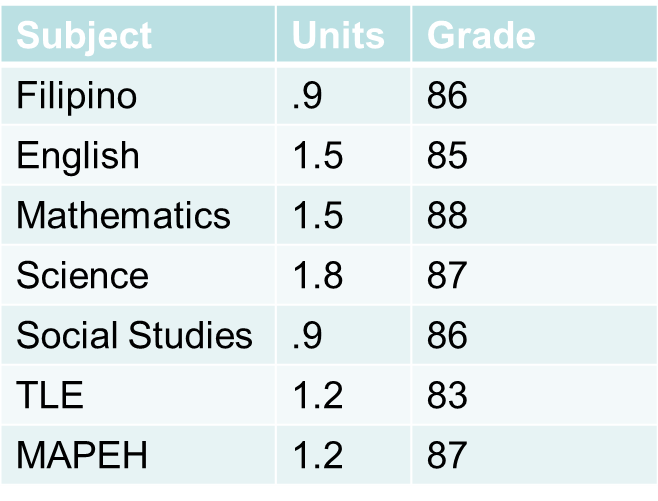 Subject Units Grade
Filipino .9 86
English 1.5 85
Mathematics 1.5 88
Science 1.8 87
Social Studies .9 86
TLE 1.2 83
MAPEH 1.2 87